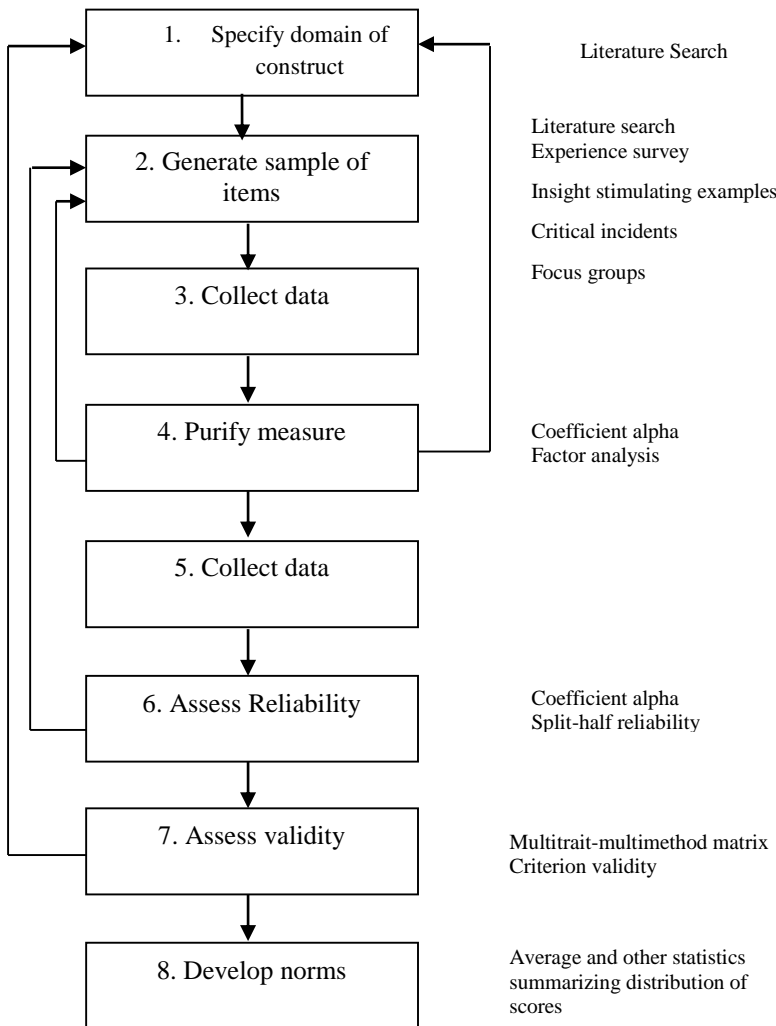 1. Specify domain of
construct
Literature Search
Literature search
Experience survey
2. Generate sample of
items
Insight stimulating examples
Critical incidents
Focus groups
3. Collect data
4. Purify measure
Coefficient alpha
Factor analysis
5. Collect data
6. Assess Reliability
Coefficient alpha
Split-half reliability
7. Assess validity
Multitrait-multimethod matrix
Criterion validity
8. Develop norms
Average and other statistics
summarizing distribution of
scores